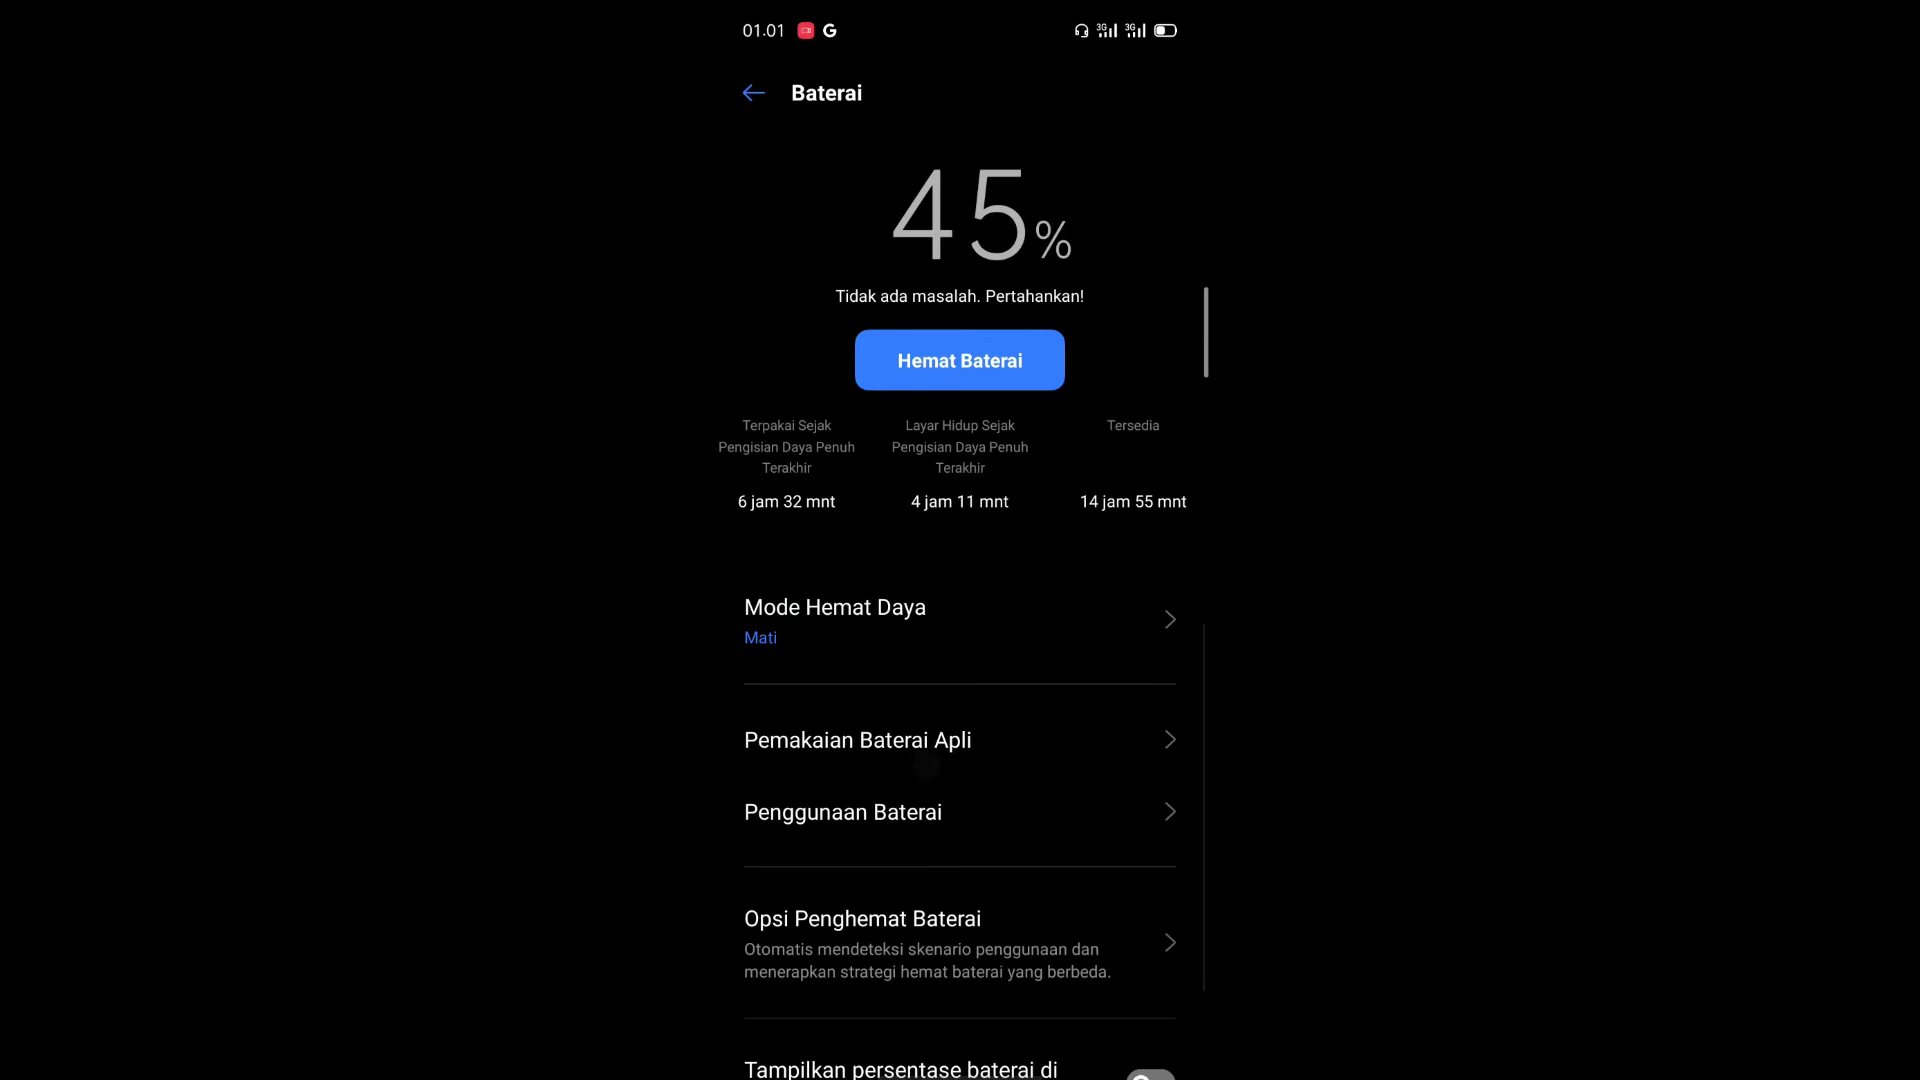 01.01 G 3G 3G
Baterai
45%
Tidak ada masalah. Pertahankan!
Hemat Baterai
Terpakai Sejak
Pengisian Daya Penuh
Terakhir
6 jam 32 mnt
Layar Hidup Sejak
Pengisian Daya Penuh
Terakhir
4 jam 11 mnt
Tersedia
14 jam 55 mnt
Mode Hemat Daya
Mati
Pemakaian Baterai Apli
Penggunaan Baterai
Opsi Penghemat Baterai
Otomatis mendeteksi skenario penggunaan dan
menerapkan strategi hemat baterai yang berbeda.
Tampilkan persentase baterai di